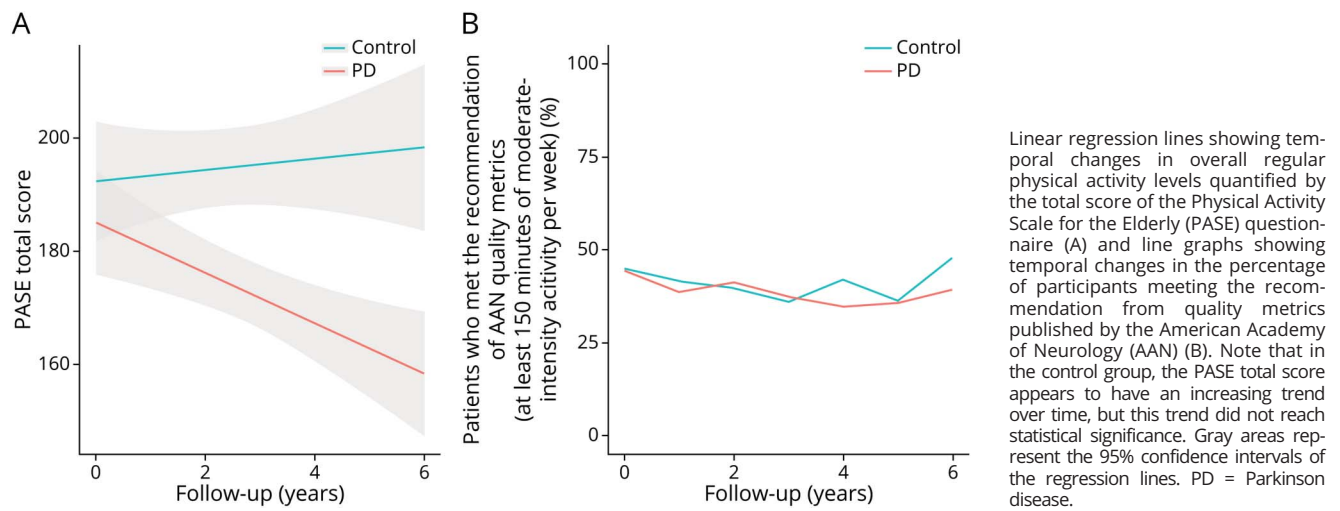 A
Control
PD
200
180
160
PASE total score
0
2
4
6
Follow-up (years)
B
Control
PD
100
75
50
25
0
Patients who met the recommendation
of AAN quality metrics
(at least 150 minutes of moderate-
intensity acitivity per week) (%)
0
2
4
6
Follow-up (years)
Linear regression lines showing tem-
poral changes in overall regular
physical activity levels quantified by
the total score of the Physical Activity
Scale for the Elderly (PASE) question-
naire (A) and line graphs showing
temporal changes in the percentage
of participants meeting the recom-
mendation from quality metrics
published by the American Academy
of Neurology (AAN) (B). Note that in
the control group, the PASE total score
appears to have an increasing trend
over time, but this trend did not reach
statistical significance. Gray areas rep-
resent the 95% confidence intervals of
the regression lines. PD = Parkinson
disease.